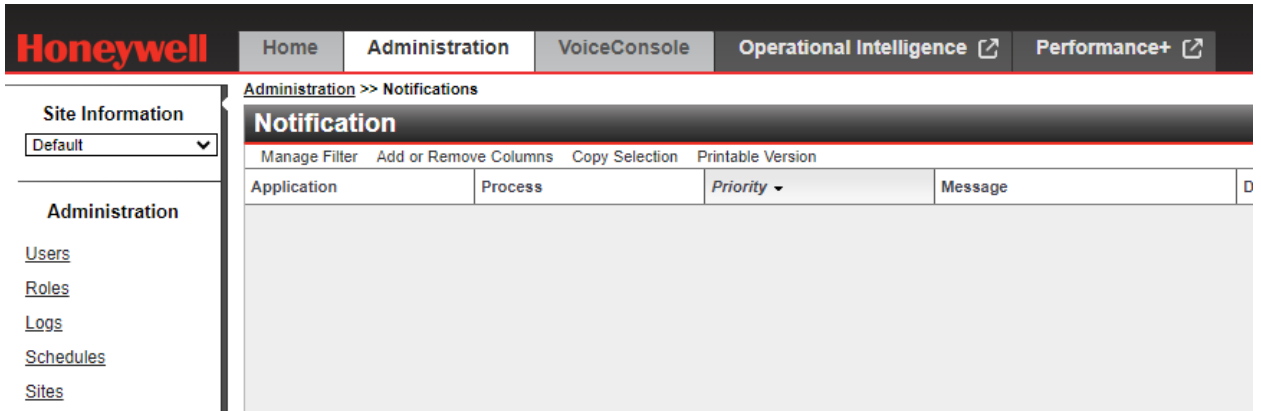 Honeywell
Home Administration VoiceConsole Operational Intelligence Performance+
Administration >> Notifications
Site Information
Default
Notification
Manage Filter Add or Remove Columns Copy Selection Printable Version
Application Process Priority Message D
Administration
Users
Roles
Logs
Schedules
Sites